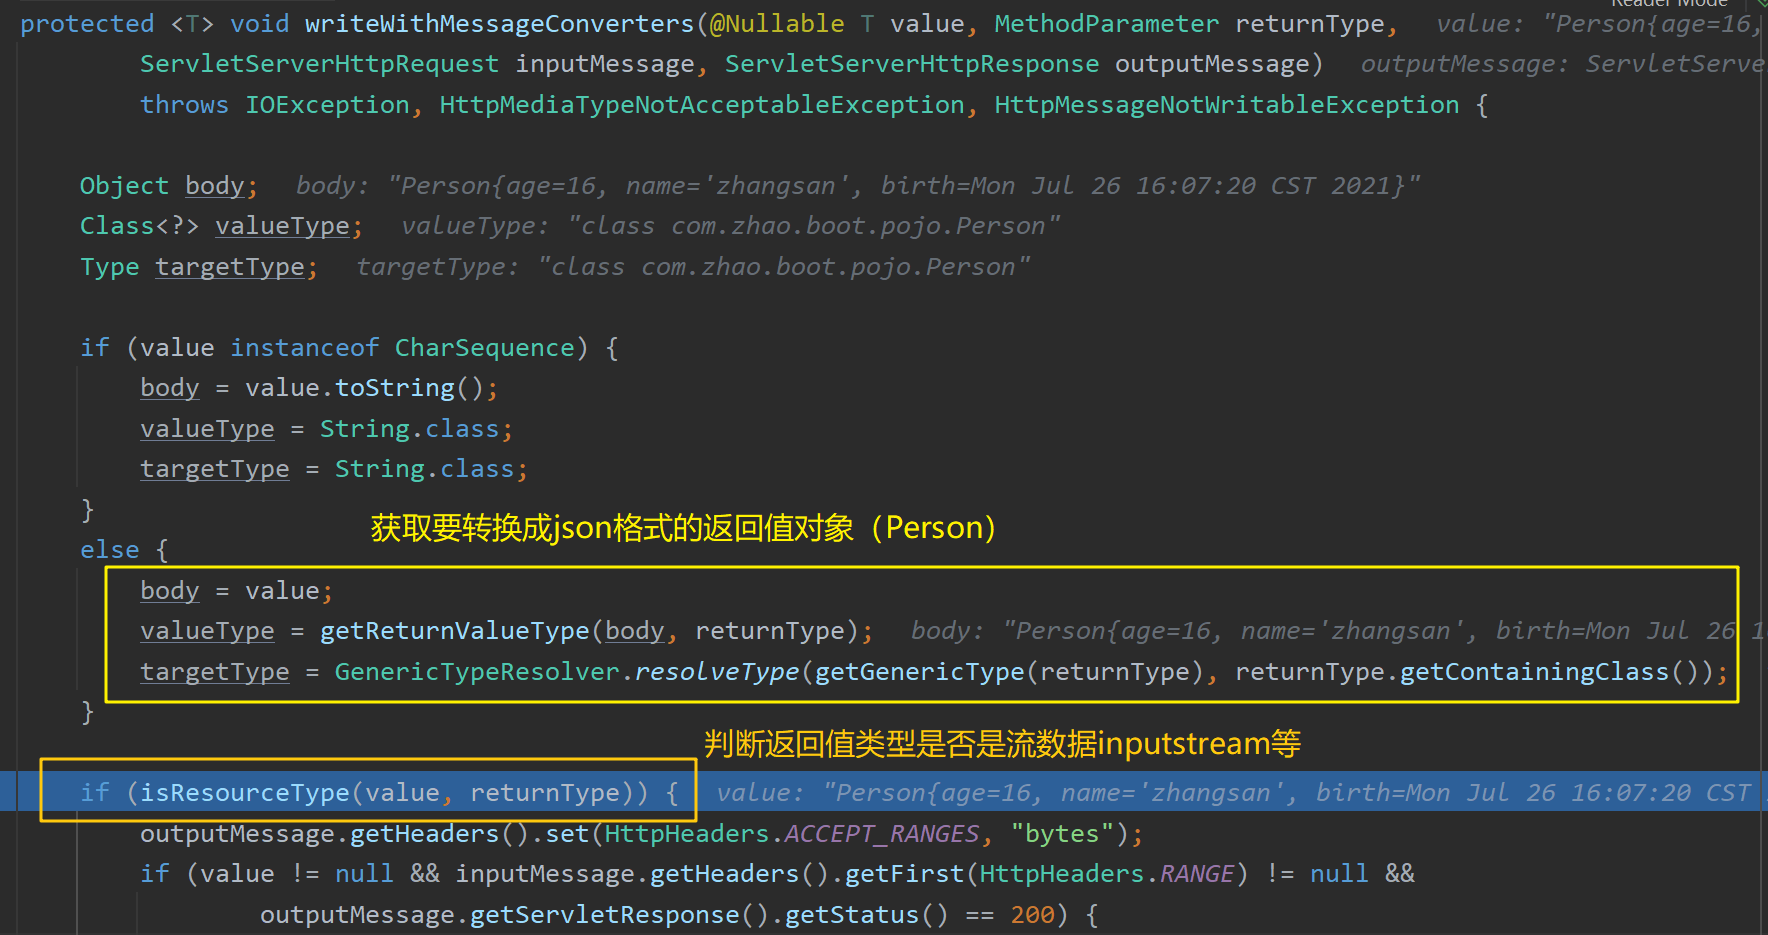 Reader Mode
protected <T> void writeWithMessageConverters(@Nullable T value, MethodParameter returnType,  value: "Person{age=16,
ServletServerHttpRequest inputMessage, ServletServerHttpResponse outputMessage)  outputMessage: ServletServe
throws IOException, HttpMediaTypeNotAcceptableException, HttpMessageNotWritableException {
Object body;  body: "Person{age=16, name='zhangsan', birth=Mon Jul 26 16:07:20 CST 2021}"
Class<?> valueType;  valueType: "class com.zhao.boot.pojo.Person"
Type targetType;  targetType: "class com.zhao.boot.pojo.Person"
if (value instanceof CharSequence) {
body = value.toString();
valueType = String.class;
targetType = String.class;
}
获取要转换成json格式的返回值对象（Person）
else {
body = value;
valueType = getReturnValueType(body, returnType);  body: "Person{age=16, name='zhangsan', birth=Mon Jul 26 1
targetType = GenericTypeResolver.resolveType(getGenericType(returnType), returnType.getContainingClass());
}
判断返回值类型是否是流数据inputstream等
if (isResourceType(value, returnType)) {  value: "Person{age=16, name='zhangsan', birth=Mon Jul 26 16:07:20 CST
outputMessage.getHeaders().set(HttpHeaders.ACCEPT_RANGES, "bytes");
if (value != null && inputMessage.getHeaders().getFirst(HttpHeaders.RANGE) != null &&
outputMessage.getServletResponse().getStatus() == 200) {